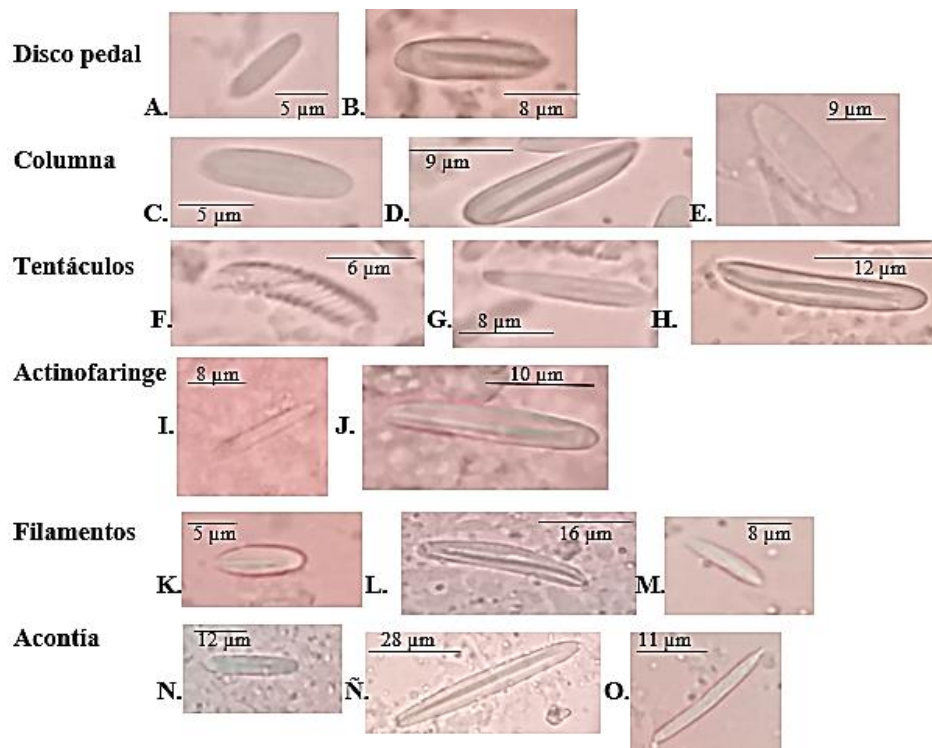 Disco pedal
A. 5 µm B. 8 µm
Columna
C. 5 µm D. 9 µm E. 9 µm
Tentáculos
F. 6 µm G. 8 µm H. 12 µm
Actinofaringe
I. 8 µm J. 10 µm
Filamentos
K. 5 µm L. 16 µm M. 8 µm
Acontía
N. 12 µm Ñ. 28 µm O. 11 µm